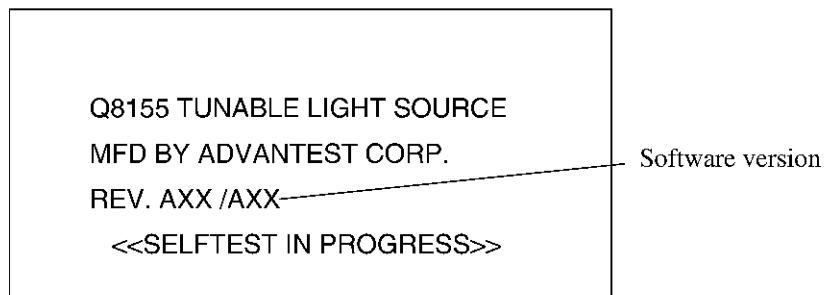 Q8155 TUNABLE LIGHT SOURCE
MFD BY ADVANTEST CORP.
REV. AXX /AXX
Software version
<<SELFTEST IN PROGRESS>>